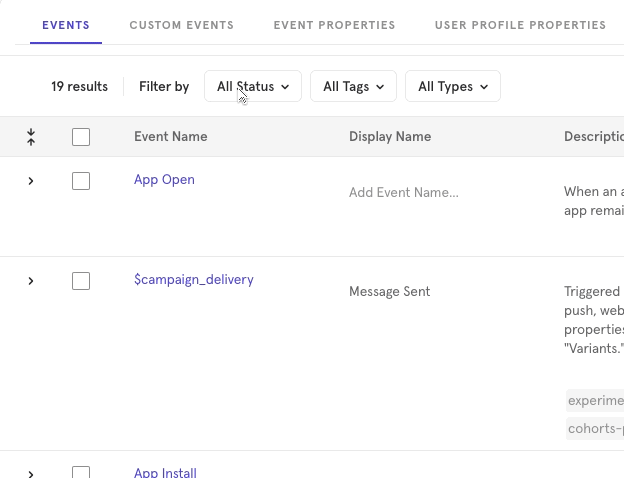 EVENTS CUSTOM EVENTS EVENT PROPERTIES USER PROFILE PROPERTIES
19 results Filter by All Status All Tags All Types
Event Name Display Name Descriptio
App Open
Add Event Name...
When an a
app remai
$campaign_delivery
Message Sent
Triggered
push, web
properties
"Variants."
experime
cohorts-p
App Install